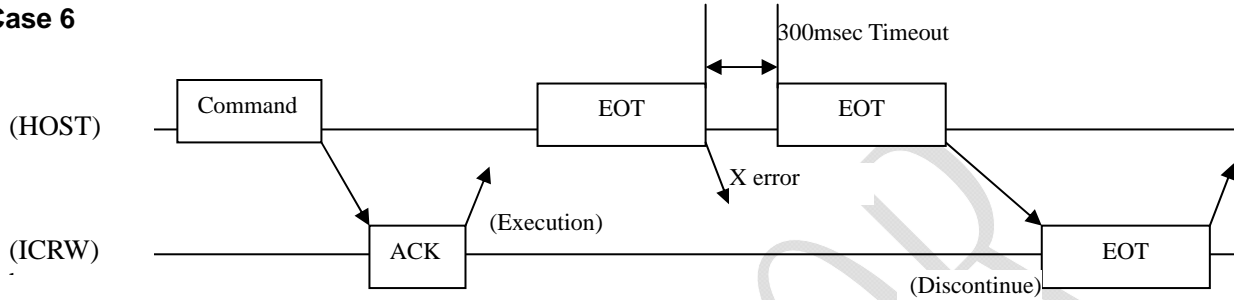 Case 6
300msec Timeout
Command
EOT
EOT
(HOST)
X error
(Execution)
(ICRW)
ACK
EOT
(Discontinue)